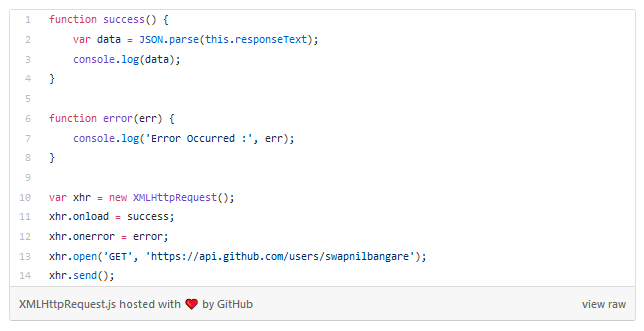 1 function success() {
2 var data = JSON.parse(this.responseText);
3 console.log(data);
4 }
5
6 function error(err) {
7 console.log('Error Occurred :', err);
8 }
9
10 var xhr = new XMLHttpRequest();
11 xhr.onload = success;
12 xhr.onerror = error;
13 xhr.open('GET', 'https://api.github.com/users/swapnilbangare');
14 xhr.send();
XMLHttpRequest.js hosted with ❤ by GitHub view raw